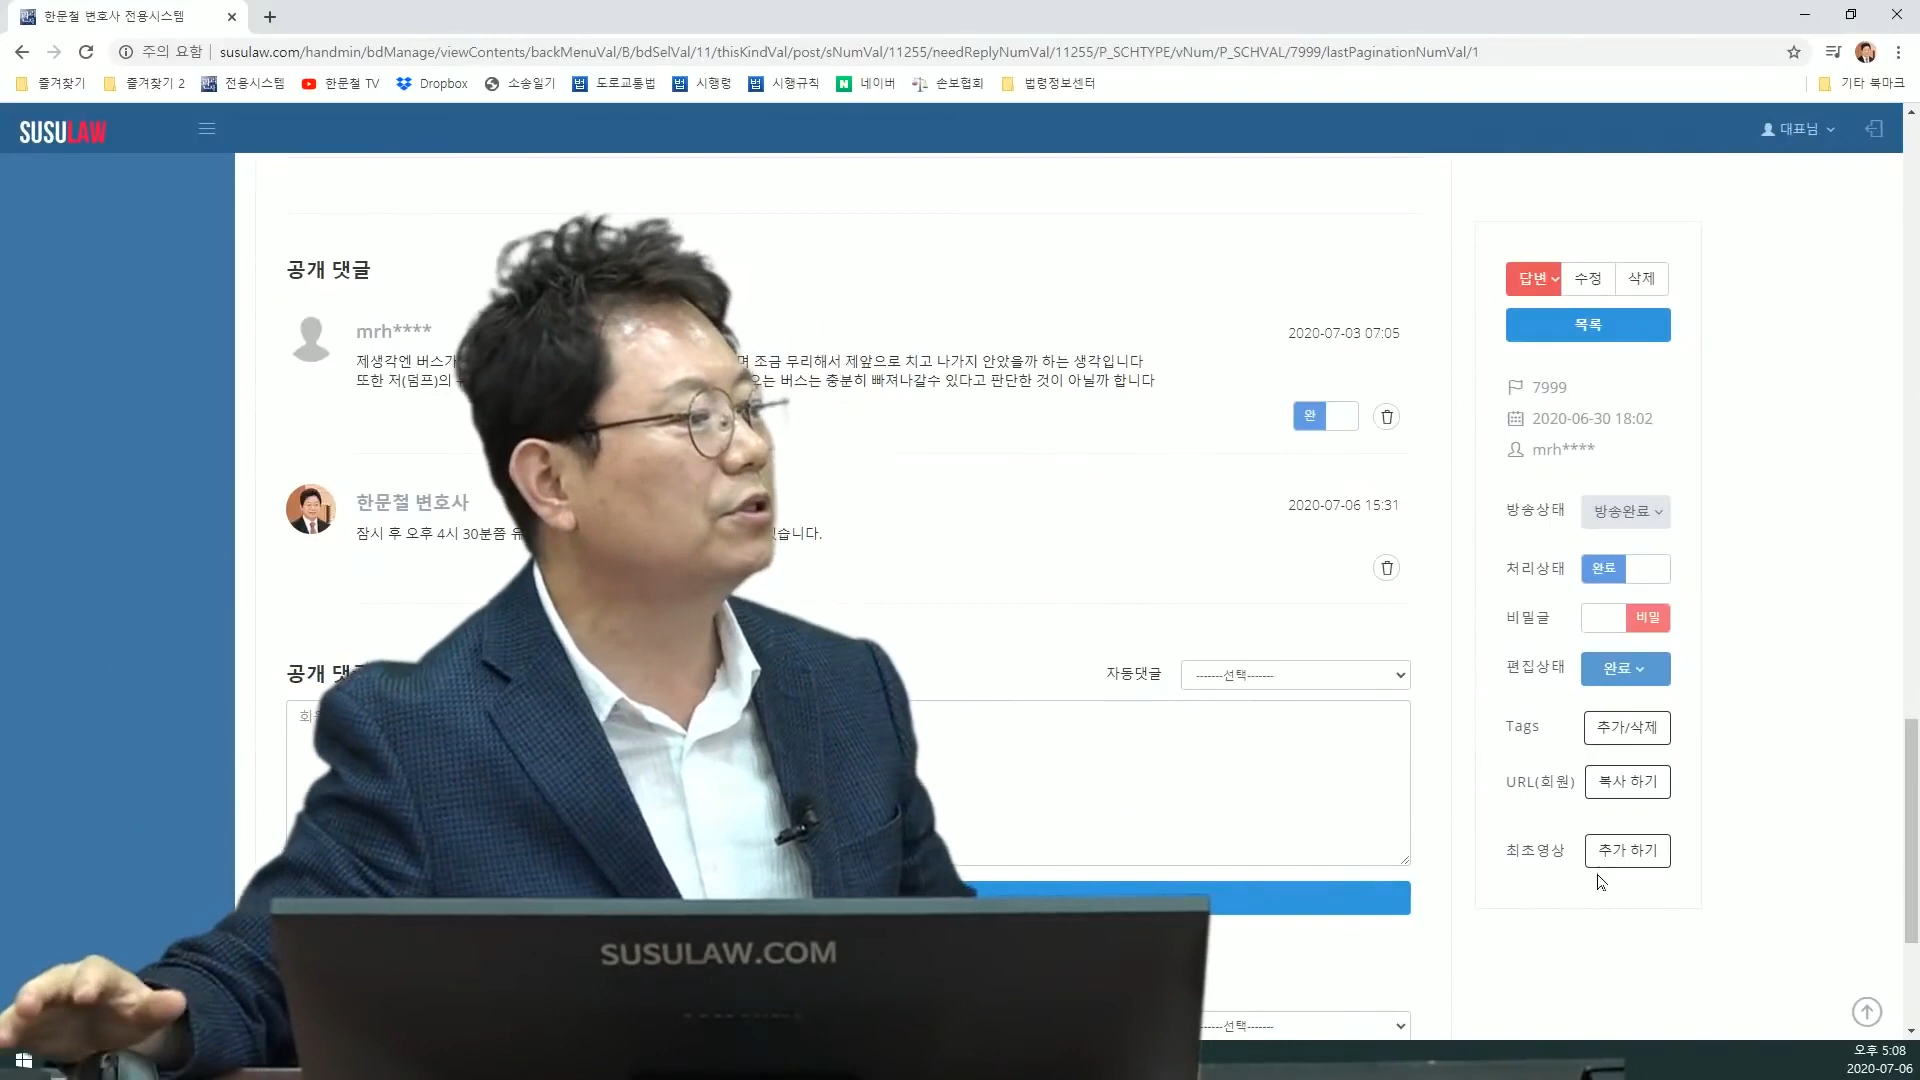 한문철 변호사 전용시스템
주의 요함
susulaw.com/handmin/bdManage/viewContents/backMenuVal/B/bdSelVal/11/thisKindVal/post/sNumVal/11255/needReplyNumVal/11255/P_SCHTYPE/vNum/P_SCHVAL/7999/lastPaginationNumVal/1
즐겨찾기 즐겨찾기 2 전용시스템 한문철 TV Dropbox 소송일기 법 도로교통법 법 시행령 법 시행규칙 N 네이버 손보협회 법령정보센터 기타 북마크
SUSULAW
대표님
공개 댓글
mrh****
2020-07-03 07:05
제생각엔 버스가 며 조금 무리해서 제앞으로 치고 나가지 안았을까 하는 생각입니다
또한 저(덤프)의 오는 버스는 충분히 빠져나갈수 있다고 판단한 것이 아닐까 합니다
완
한문철 변호사
2020-07-06 15:31
잠시 후 오후 4시 30분쯤 습니다.
공개 댓
자동댓글
-------선택-------
-----선택-------
답변 수정 삭제
목록
7999
2020-06-30 18:02
mrh****
방송상태 방송완료
처리상태 완료
비밀글 비밀
편집상태 완료
Tags 추가/삭제
URL(회원) 복사 하기
최초영상 추가 하기
SUSULAW.COM
오후 5:08
2020-07-06